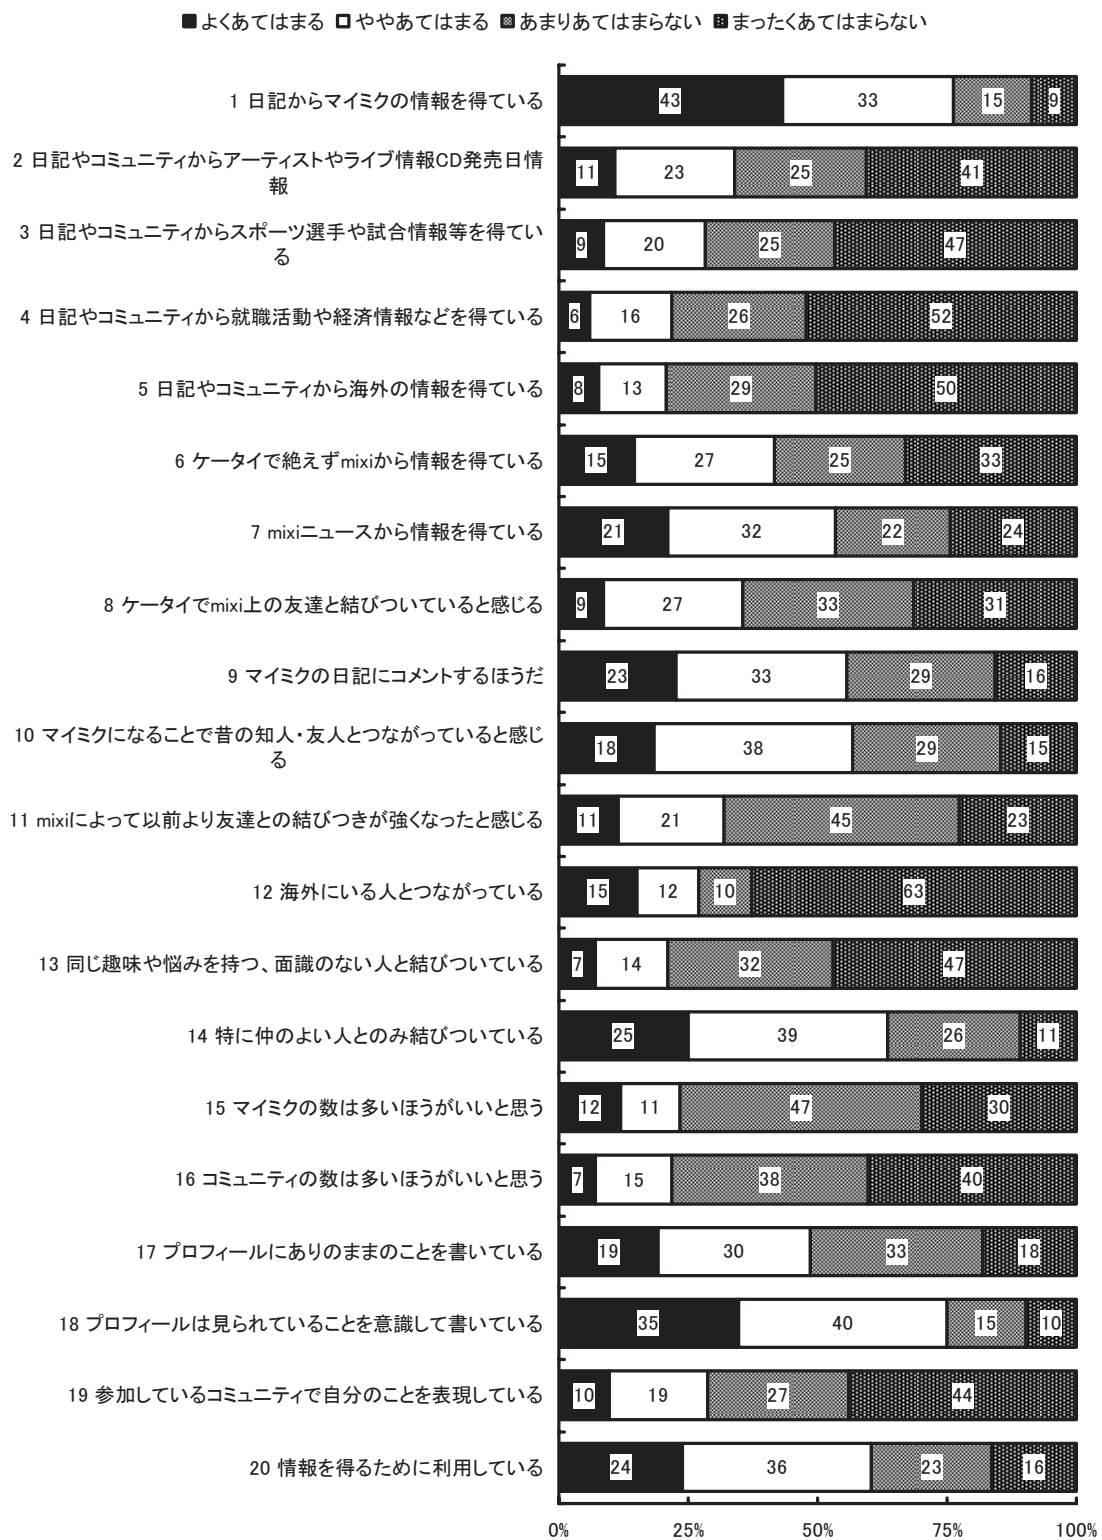 ■よくあてはまる □ややあてはまる ▩あまりあてはまらない ▩まったくあてはまらない
1 日記からマイミクの情報を得ている 43 33 15 9
2 日記やコミュニティからアーティストやライブ情報CD発売日情
報 11 23 25 41
3 日記やコミュニティからスポーツ選手や試合情報等を得てい
る 9 20 25 47
4 日記やコミュニティから就職活動や経済情報などを得ている 6 16 26 52
5 日記やコミュニティから海外の情報を得ている 8 13 29 50
6 ケータイで絶えずmixiから情報を得ている 15 27 25 33
7 mixiニュースから情報を得ている 21 32 22 24
8 ケータイでmixi上の友達と結びついていると感じる 9 27 33 31
9 マイミクの日記にコメントするほうだ 23 33 29 16
10 マイミクになることで昔の知人・友人とつながっていると感じ
る 18 38 29 15
11 mixiによって以前より友達との結びつきが強くなったと感じる 11 21 45 23
12 海外にいる人とつながっている 15 12 10 63
13 同じ趣味や悩みを持つ、面識のない人と結びついている 7 14 32 47
14 特に仲のよい人とのみ結びついている 25 39 26 11
15 マイミクの数は多いほうがいいと思う 12 11 47 30
16 コミュニティの数は多いほうがいいと思う 7 15 38 40
17 プロフィールにありのままのことを書いている 19 30 33 18
18 プロフィールは見られていることを意識して書いている 35 40 15 10
19 参加しているコミュニティで自分のことを表現している 10 19 27 44
20 情報を得るために利用している 24 36 23 16
0% 25% 50% 75% 100%